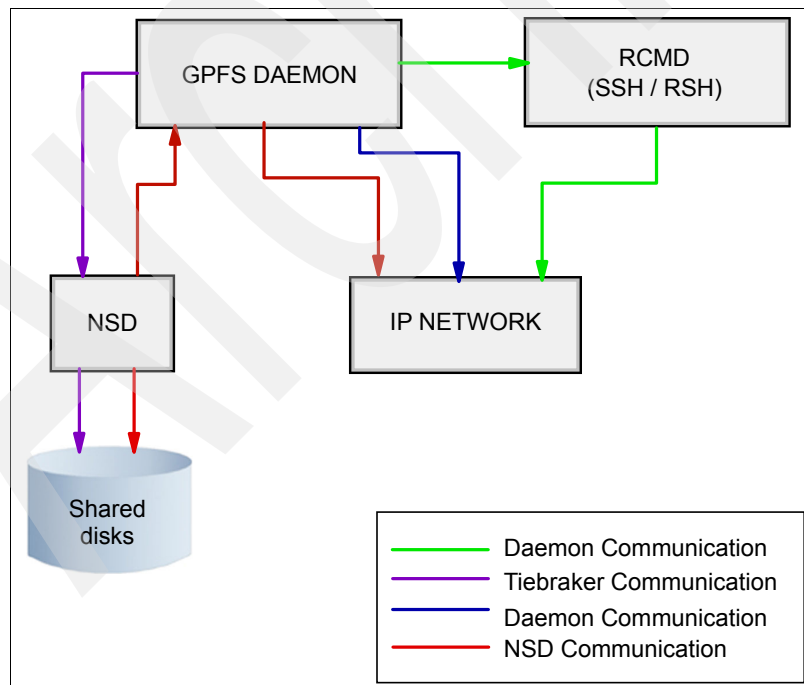 GPFS DAEMON
RCMD
(SSH / RSH)
NSD
IP NETWORK
Shared
disks
Daemon Communication
Tiebraker Communication
Daemon Communication
NSD Communication